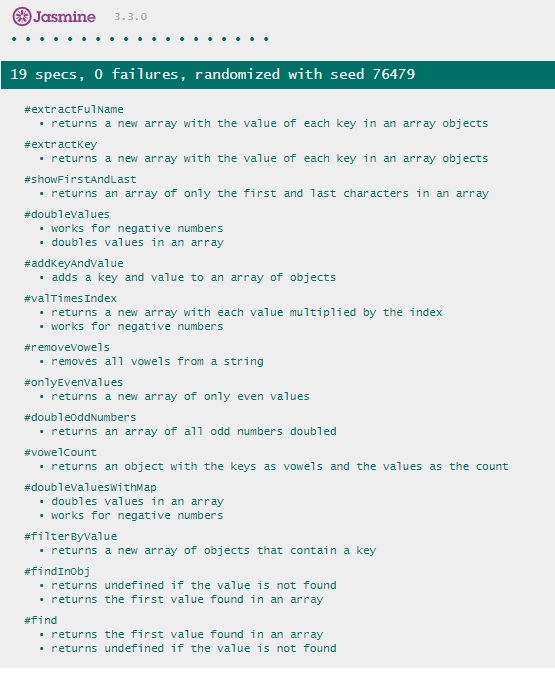 Jasmine 3.3.0
19 specs, 0 failures, randomized with seed 76479
#extractFulName
• returns a new array with the value of each key in an array objects
#extractKey
• returns a new array with the value of each key in an array objects
#showFirstAndLast
• returns an array of only the first and last characters in an array
#doubleValues
• works for negative numbers
• doubles values in an array
#addKeyAndValue
• adds a key and value to an array of objects
#valTimesIndex
• returns a new array with each value multiplied by the index
• works for negative numbers
#removeVowels
• removes all vowels from a string
#onlyEvenValues
• returns a new array of only even values
#doubleOddNumbers
• returns an array of all odd numbers doubled
#vowelCount
• returns an object with the keys as vowels and the values as the count
#doubleValuesWithMap
• doubles values in an array
• works for negative numbers
#filterByValue
• returns a new array of objects that contain a key
#findInObj
• returns undefined if the value is not found
• returns the first value found in an array
#find
• returns the first value found in an array
• returns undefined if the value is not found